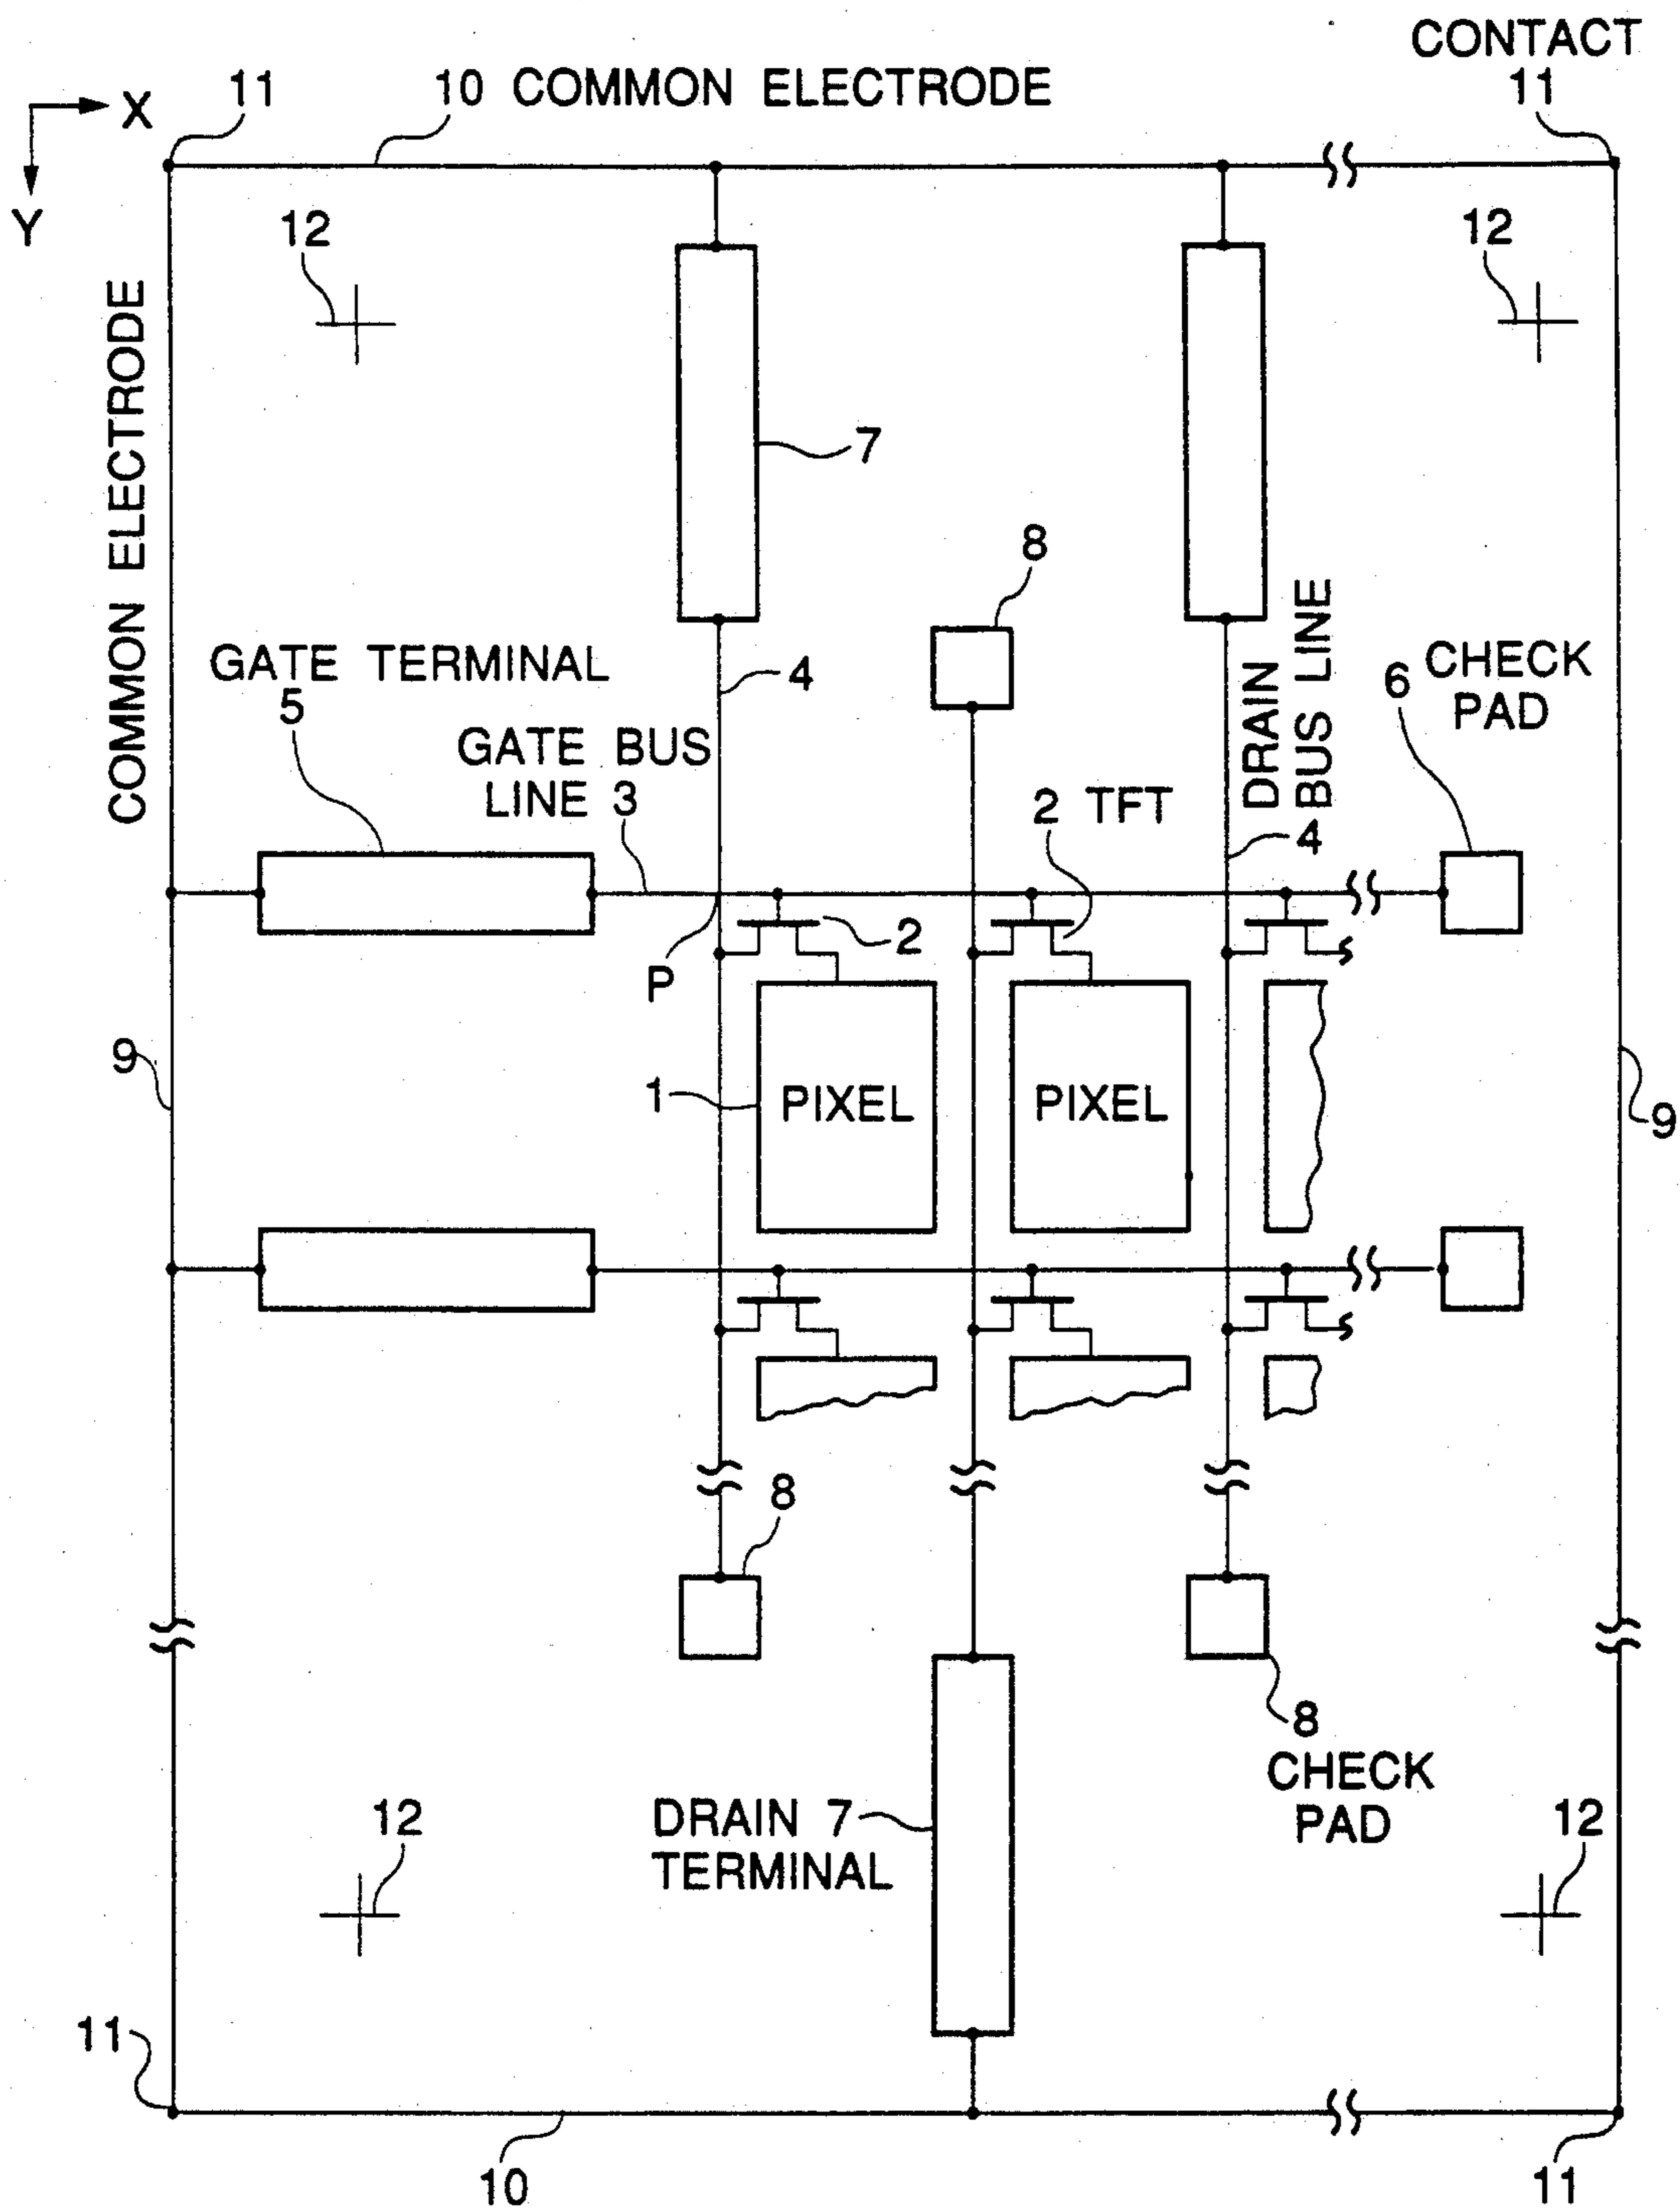 CONTACT
11
10 COMMON ELECTRODE
11
X
Y
12
12
COMMON ELECTRODE
7
8
GATE TERMINAL
5
4
DRAIN
BUS LINE
6
CHECK
PAD
GATE BUS
LINE 3
2 TFT
4
2
P
9
1
PIXEL
PIXEL
9
8
8
CHECK
PAD
12
DRAIN 7
TERMINAL
12
11
10
11